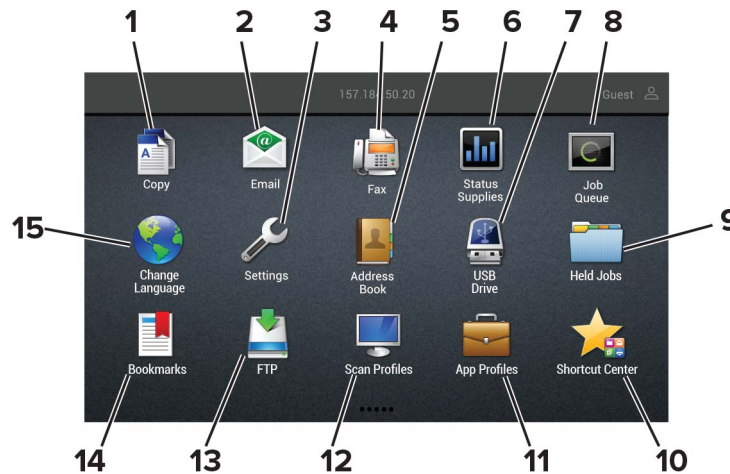 1 2 3 4 5 6 7 8
157.184.50.20 Guest
Copy Email Fax Status Supplies Job Queue
15 9
Change Language Settings Address Book USB Drive Held Jobs
Bookmarks FTP Scan Profiles App Profiles Shortcut Center
14 13 12 11 10